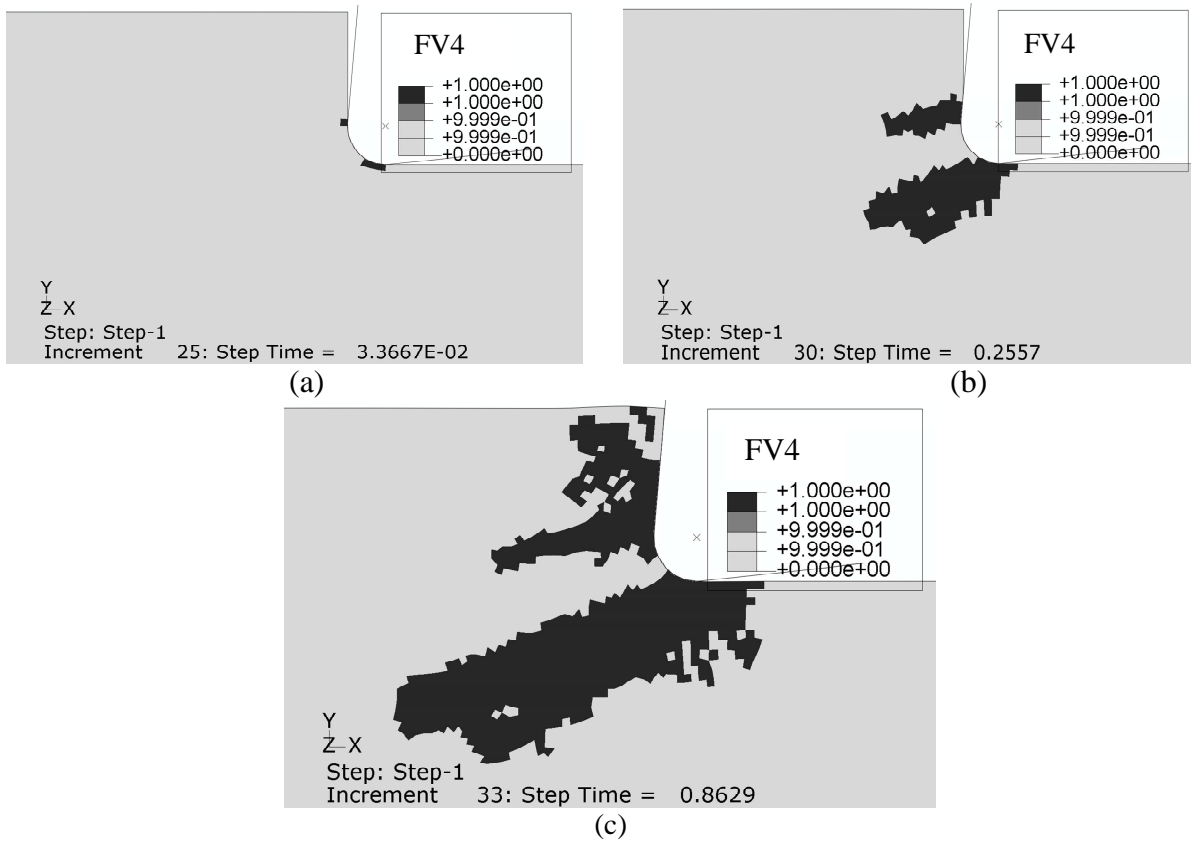 FV4
+1.000e+00
+1.000e+00
+9.999e-01
+9.999e-01
+0.000e+00
Y
Z X
Step: Step-1
Increment 25: Step Time = 3.3667E-02
(a)
FV4
+1.000e+00
+1.000e+00
+9.999e-01
+9.999e-01
+0.000e+00
Y
Z X
Step: Step-1
Increment 30: Step Time = 0.2557
(b)
FV4
+1.000e+00
+1.000e+00
+9.999e-01
+9.999e-01
+0.000e+00
Y
Z X
Step: Step-1
Increment 33: Step Time = 0.8629
(c)